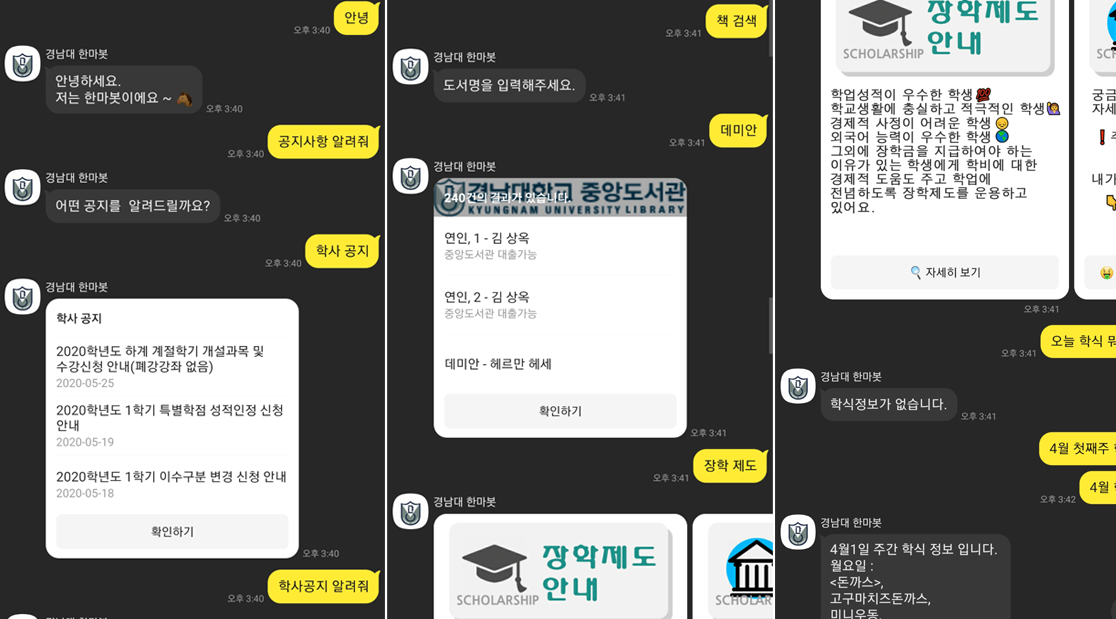 안녕
오후 3:40
경남대 한마봇
안녕하세요.
저는 한마봇이에요 ~
오후 3:40
공지사항 알려줘
오후 3:40
경남대 한마봇
어떤 공지를 알려드릴까요?
오후 3:40
학사 공지
오후 3:40
경남대 한마봇
학사 공지
2020학년도 하계 계절학기 개설과목 및
수강신청 안내(폐강강좌 없음)
2020-05-25
2020학년도 1학기 특별학점 성적인정 신청
안내
2020-05-19
2020학년도 1학기 이수구분 변경 신청 안내
2020-05-18
확인하기
오후 3:40
학사공지 알려줘
오후 3:40
책 검색
오후 3:41
경남대 한마봇
도서명을 입력해주세요.
오후 3:41
데미안
오후 3:41
경남대 한마봇
경남대학교 중앙도서관
240건의 결과가 있습니다.
KYUNGNAM UNIVERSITY LIBRARY
연인, 1 - 김 상옥
중앙도서관 대출가능
연인, 2 - 김 상옥
중앙도서관 대출가능
데미안 - 헤르만 헤세
확인하기
오후 3:41
장학 제도
오후 3:41
경남대 한마봇
장학제도
안내
SCHOLARSHIP
SCHOLA
장학제도
안내
SCHOLARSHIP
학업성적이 우수한 학생💯
학교생활에 충실하고 적극적인 학생🙋
경제적 사정이 어려운 학생
외국어 능력이 우수한 학생🌏
그외에 장학금을 지급하여야 하는
이유가 있는 학생에게 학비에 대한
경제적 도움도 주고 학업에
전념하도록 장학제도를 운용하고
있어요.
🔍 자세히 보기
궁금
자세
내가
오후 3:41
오늘 학식 뭐
오후 3:41
경남대 한마봇
학식정보가 없습니다.
오후 3:41
4월 첫째주
4월
오후 3:42
경남대 한마봇
4월1일 주간 학식 정보 입니다.
월요일 :
<돈까스>,
고구마치즈돈까스,
미니우동,